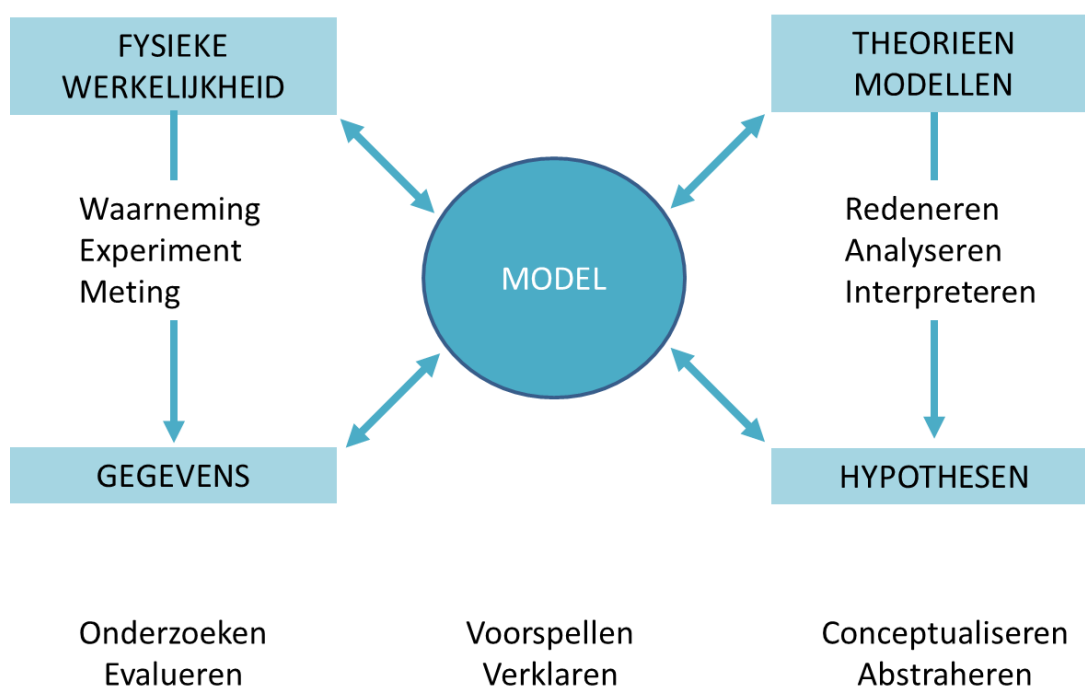 FYSIEKE
WERKELIJKHEID
THEORIEEN
MODELLEN
Waarneming
Experiment
Meting
MODEL
Redeneren
Analyseren
Interpreteren
GEGEVENS
HYPOTHESEN
Onderzoeken
Evalueren
Voorspellen
Verklaren
Conceptualiseren
Abstraheren